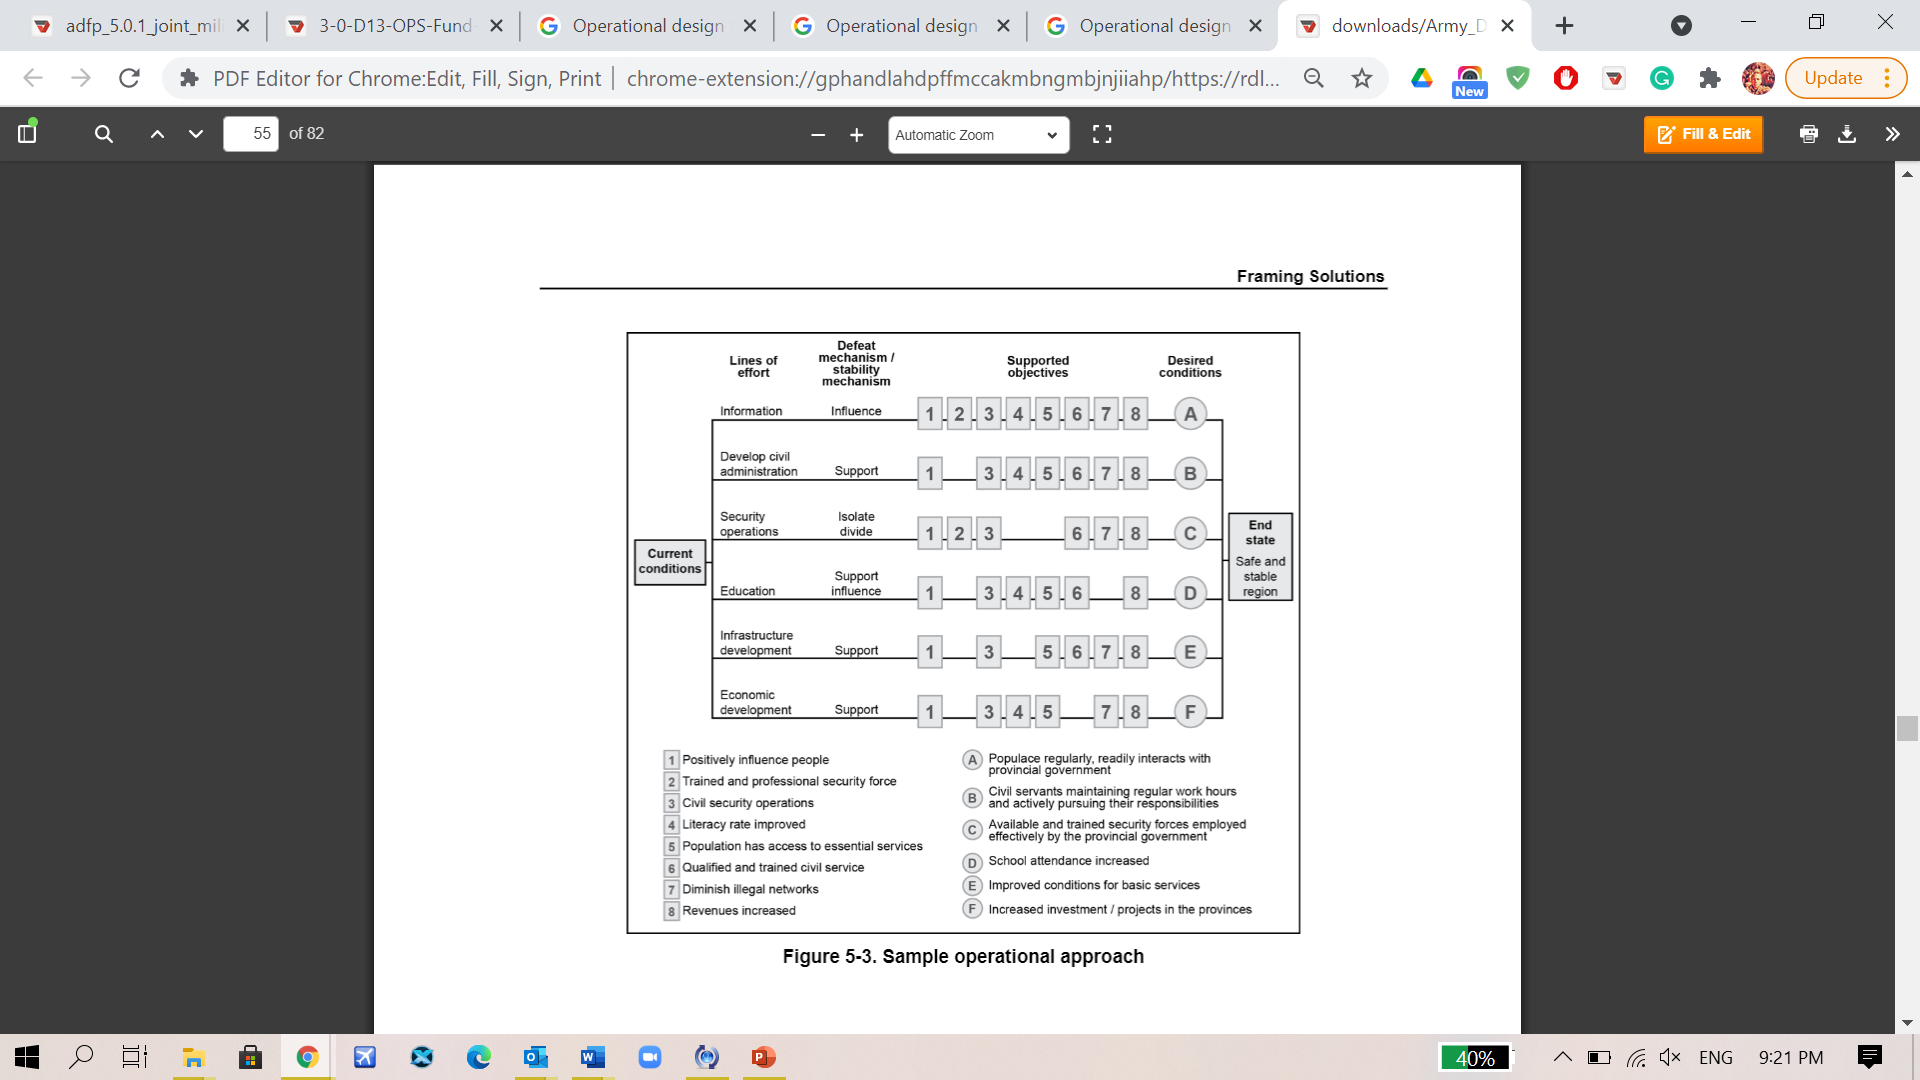 adfp_5.0.1_joint_mil
3-0-D13-OPS-Fund
Operational design
Operational design
Operational design
downloads/Army_D
PDF Editor for Chrome:Edit, Fill, Sign, Print
chrome-extension://gphandlahdpffmccakmbngmbjnjiiahp/https://rdl...
New
Update
55 of 82
Automatic Zoom
Fill & Edit
Framing Solutions
Lines of
effort
Defeat
mechanism /
stability
mechanism
Supported
objectives
Desired
conditions
Information Influence 1 2 3 4 5 6 7 8 A
Develop civil
administration Support 1 3 4 5 6 7 8 B
Security Isolate
operations divide 1 2 3 6 7 8 C
Support
Education influence 1 3 4 5 6 8 D
Infrastructure
development Support 1 3 5 6 7 8 E
Economic
development Support 1 3 4 5 7 8 F
Current
conditions
End
state
Safe and
stable
region
1 Positively influence people
2 Trained and professional security force
3 Civil security operations
4 Literacy rate improved
5 Population has access to essential services
6 Qualified and trained civil service
7 Diminish illegal networks
8 Revenues increased
A Populace regularly, readily interacts with
provincial government
B Civil servants maintaining regular work hours
and actively pursuing their responsibilities
C Available and trained security forces employed
effectively by the provincial government
D School attendance increased
E Improved conditions for basic services
F Increased investment / projects in the provinces
Figure 5-3. Sample operational approach
40%
ENG
9:21 PM